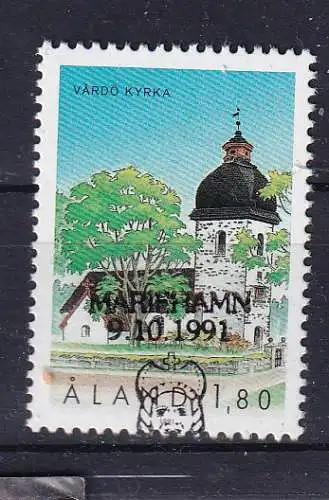 VÅRDÖ KYRKA
MARIEHAMN
9.10.1991
ÅLAND 1,80